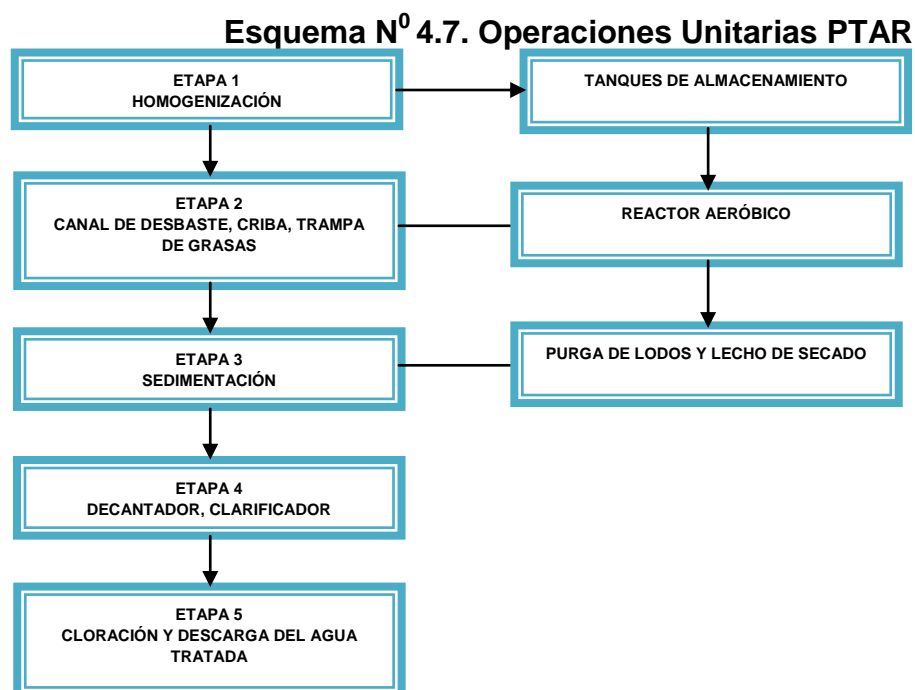 Esquema N⁰ 4.7. Operaciones Unitarias PTAR
ETAPA 1
HOMOGENIZACIÓN
TANQUES DE ALMACENAMIENTO
ETAPA 2
CANAL DE DESBASTE, CRIBA, TRAMPA
DE GRASAS
REACTOR AERÓBICO
ETAPA 3
SEDIMENTACIÓN
PURGA DE LODOS Y LECHO DE SECADO
ETAPA 4
DECANTADOR, CLARIFICADOR
ETAPA 5
CLORACIÓN Y DESCARGA DEL AGUA
TRATADA